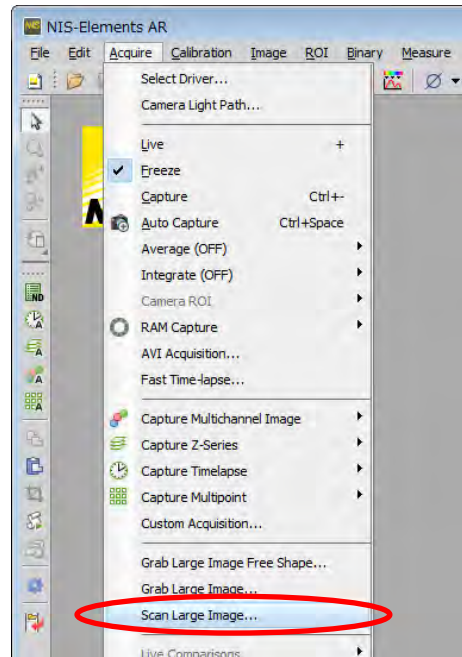 NIS-Elements AR
File Edit Acquire Calibration Image ROI Binary Measure
Select Driver...
Camera Light Path...
Live +
Freeze
Capture Ctrl+-
Auto Capture Ctrl+Space
Average (OFF)
Integrate (OFF)
Camera ROI
RAM Capture
AVI Acquisition...
Fast Time-lapse...
Capture Multichannel Image
Capture Z-Series
Capture Timelapse
Capture Multipoint
Custom Acquisition...
Grab Large Image Free Shape...
Grab Large Image...
Scan Large Image...
Live Comparisons
ND
A
A
A
A